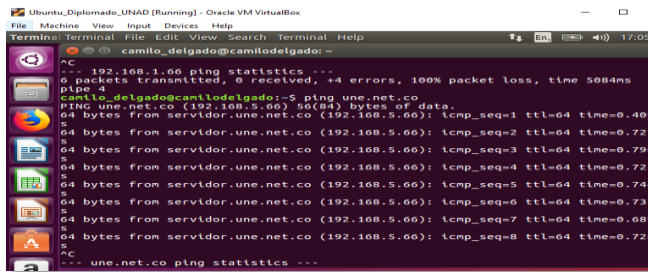 Ubuntu_Diplomado_UNAD [Running] - Oracle VM VirtualBox
File Machine View Input Devices Help
Terminal Terminal File Edit View Search Terminal Help En 17:05
camilo_delgado@camilodelgado: ~
^C
--- 192.168.1.66 ping statistics ---
6 packets transmitted, 0 received, +4 errors, 100% packet loss, time 5084ms
pipe 4
camilo_delgado@camilodelgado:~$ ping une.net.co
PING une.net.co (192.168.5.66) 56(84) bytes of data.
64 bytes from servidor.une.net.co (192.168.5.66): icmp_seq=1 ttl=64 time=0.40
s
64 bytes from servidor.une.net.co (192.168.5.66): icmp_seq=2 ttl=64 time=0.72
s
64 bytes from servidor.une.net.co (192.168.5.66): icmp_seq=3 ttl=64 time=0.79
s
64 bytes from servidor.une.net.co (192.168.5.66): icmp_seq=4 ttl=64 time=0.72
s
64 bytes from servidor.une.net.co (192.168.5.66): icmp_seq=5 ttl=64 time=0.74
s
64 bytes from servidor.une.net.co (192.168.5.66): icmp_seq=6 ttl=64 time=0.73
s
64 bytes from servidor.une.net.co (192.168.5.66): icmp_seq=7 ttl=64 time=0.68
s
64 bytes from servidor.une.net.co (192.168.5.66): icmp_seq=8 ttl=64 time=0.72
s
^C
--- une.net.co ping statistics ---